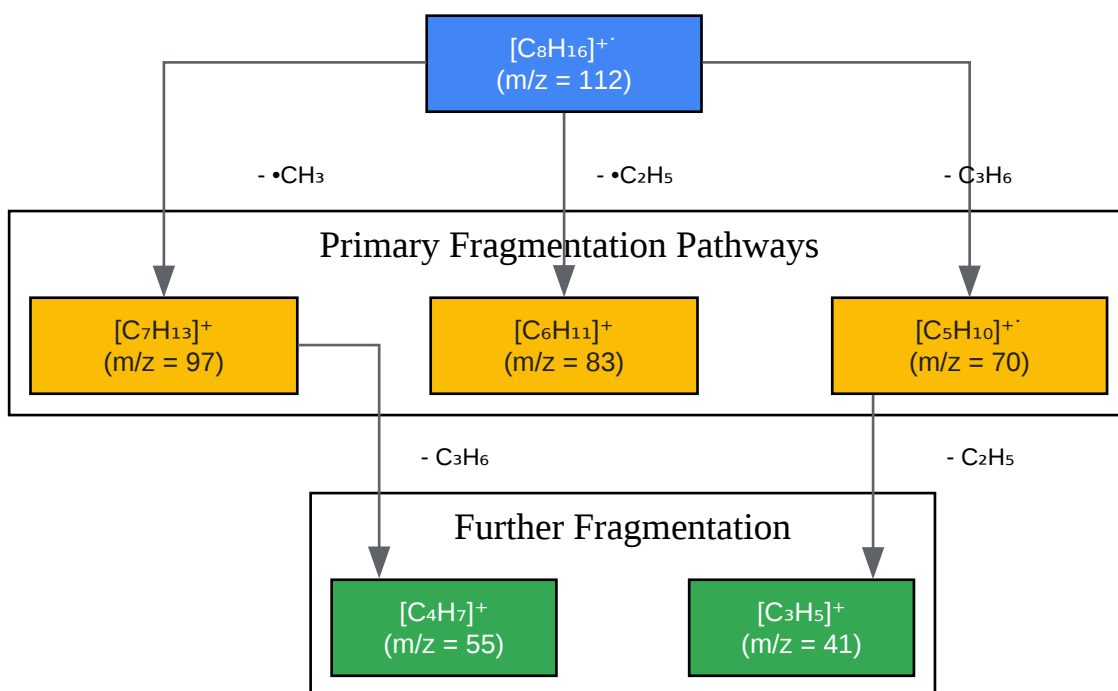 [C₈H₁₆]⁺˙
(m/z = 112)
- •CH₃
- •C₂H₅
- C₃H₆
Primary Fragmentation Pathways
[C₇H₁₃]⁺
(m/z = 97)
[C₆H₁₁]⁺
(m/z = 83)
[C₅H₁₀]⁺˙
(m/z = 70)
- C₃H₆
- C₂H₅
Further Fragmentation
[C₄H₇]⁺
(m/z = 55)
[C₃H₅]⁺
(m/z = 41)